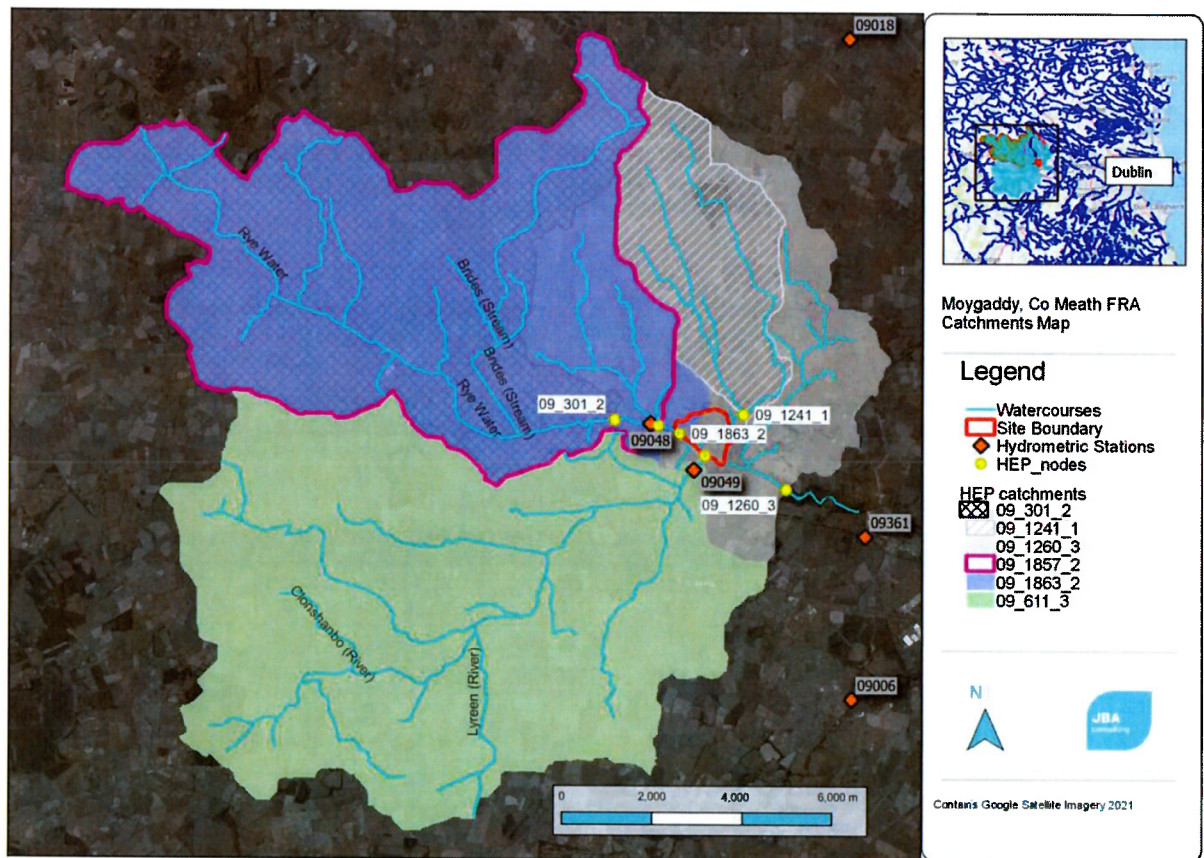 09018
Rye Water
Brides (Stream)
Brides (Stream)
Rye Water
09_301_2
09048
09_1863_2
09_1241_1
09049
09_1260_3
09361
Clonshanbo (River)
Lyreen (River)
09006
0 2,000 4,000 6,000 m
Dublin
Moygaddy, Co Meath FRA
Catchments Map
Legend
Watercourses
Site Boundary
Hydrometric Stations
HEP_nodes
HEP catchments
09_301_2
09_1241_1
09_1260_3
09_1857_2
09_1863_2
09_611_3
N
JBA
consulting
Contains Google Satellite Imagery 2021